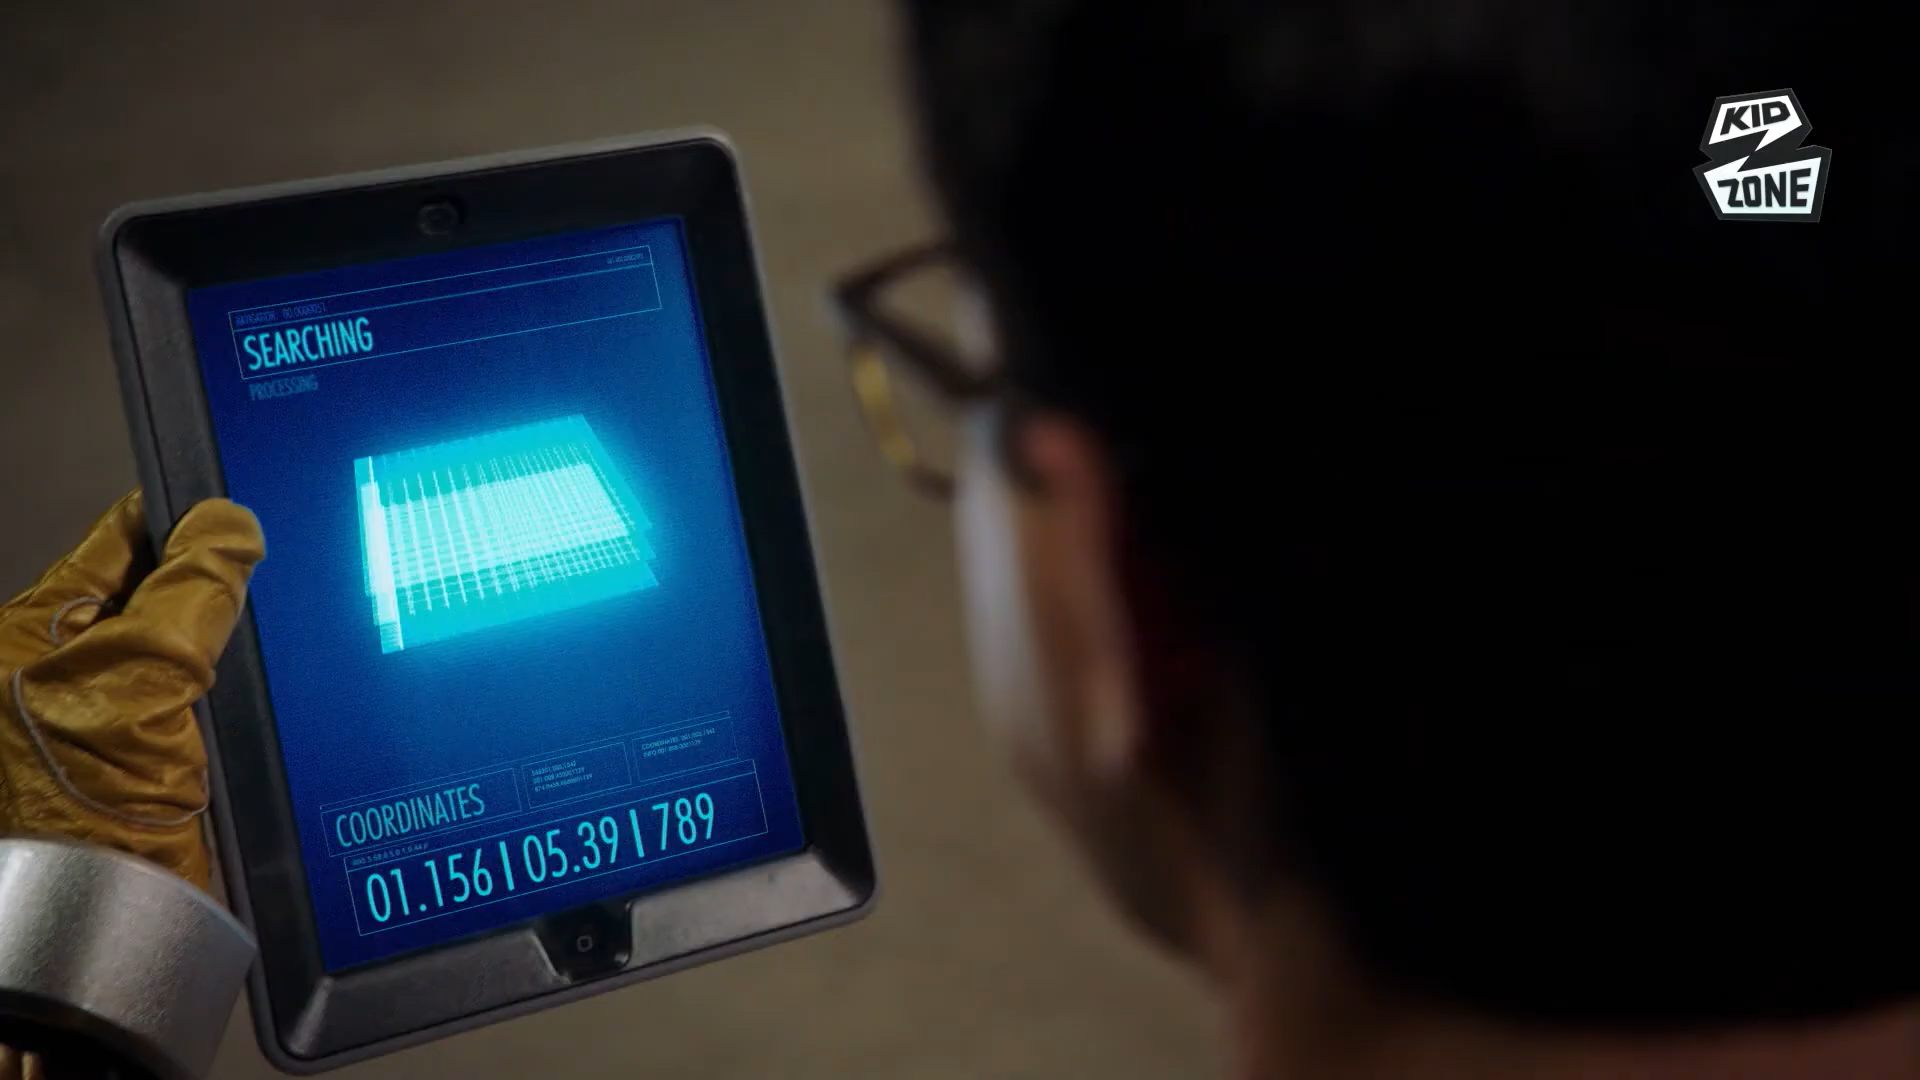 KID
ZONE
SEARCHING
PROCESSING
COORDINATES
01.156 | 05.39 | 789